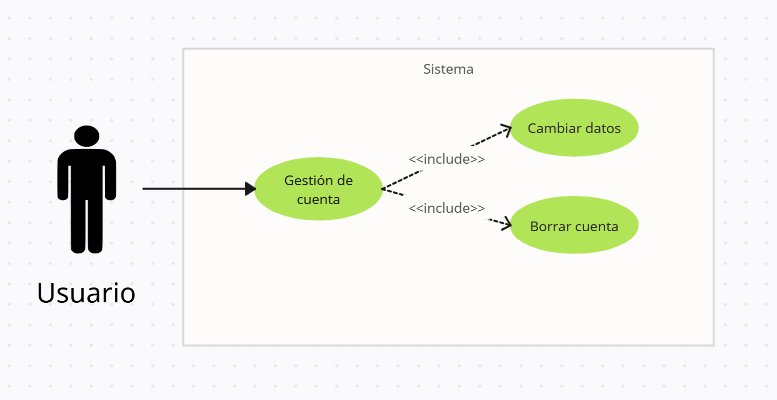 Sistema
Cambiar datos
<<include>>
Gestión de
cuenta
<<include>>
Borrar cuenta
Usuario